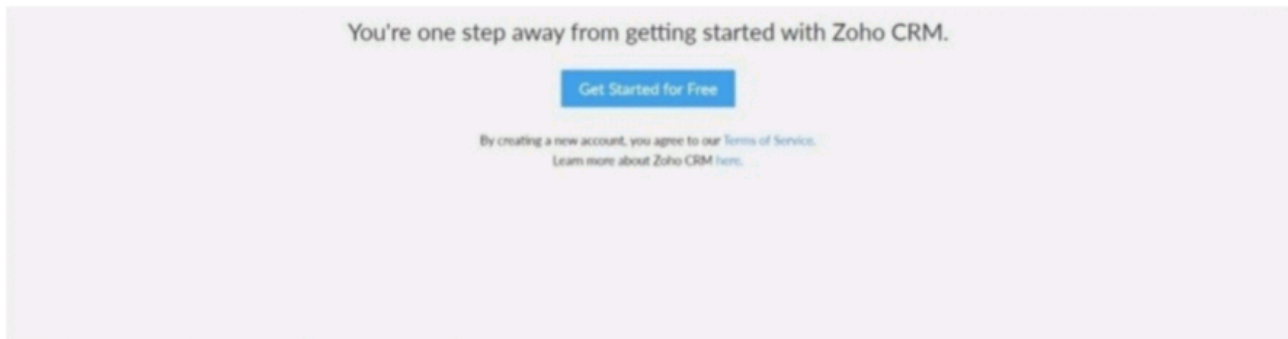 You're one step away from getting started with Zoho CRM.
Get Started for Free
By creating a new account, you agree to our Terms of Service.
Learn more about Zoho CRM here.